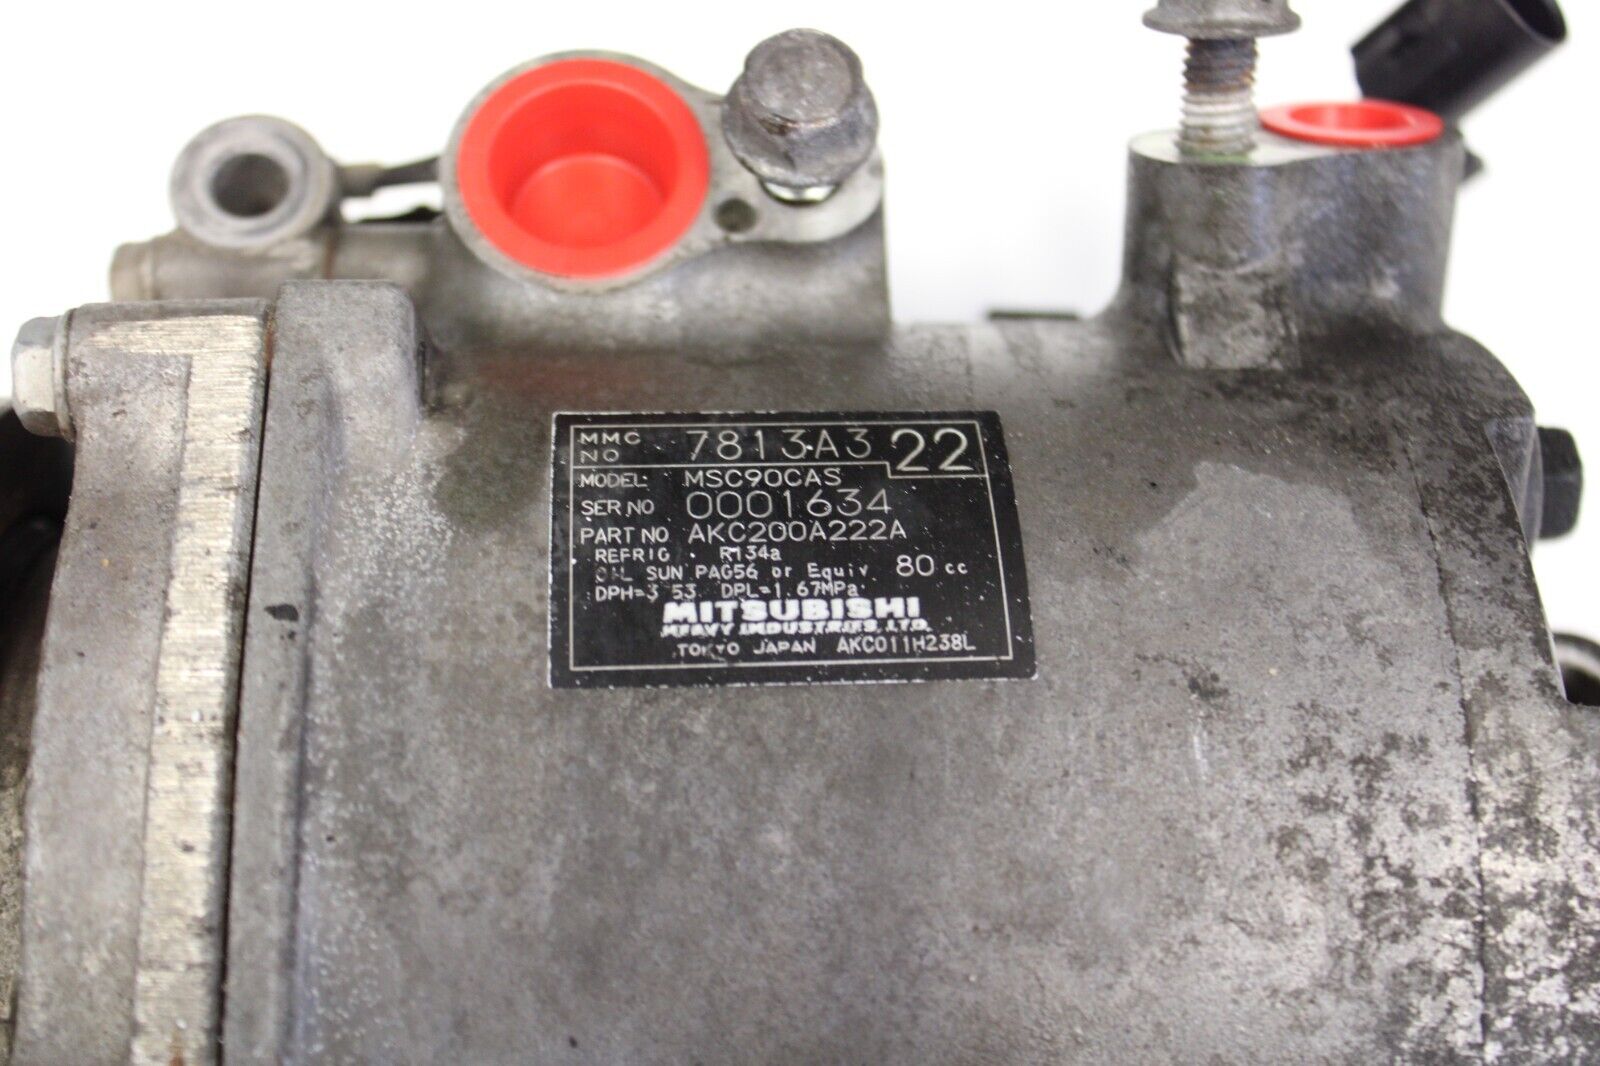 MMC NO 7813A3 22
MODEL: MSC90CAS
SER.NO 0001634
PART NO AKC200A222A
REFRIG . R134a
OIL SUN PAG56 or Equiv. 80 cc
DPH=3.53 DPL=1.67MPa
MITSUBISHI
HEAVY INDUSTRIES, LTD.
TOKYO JAPAN AKC011H238L